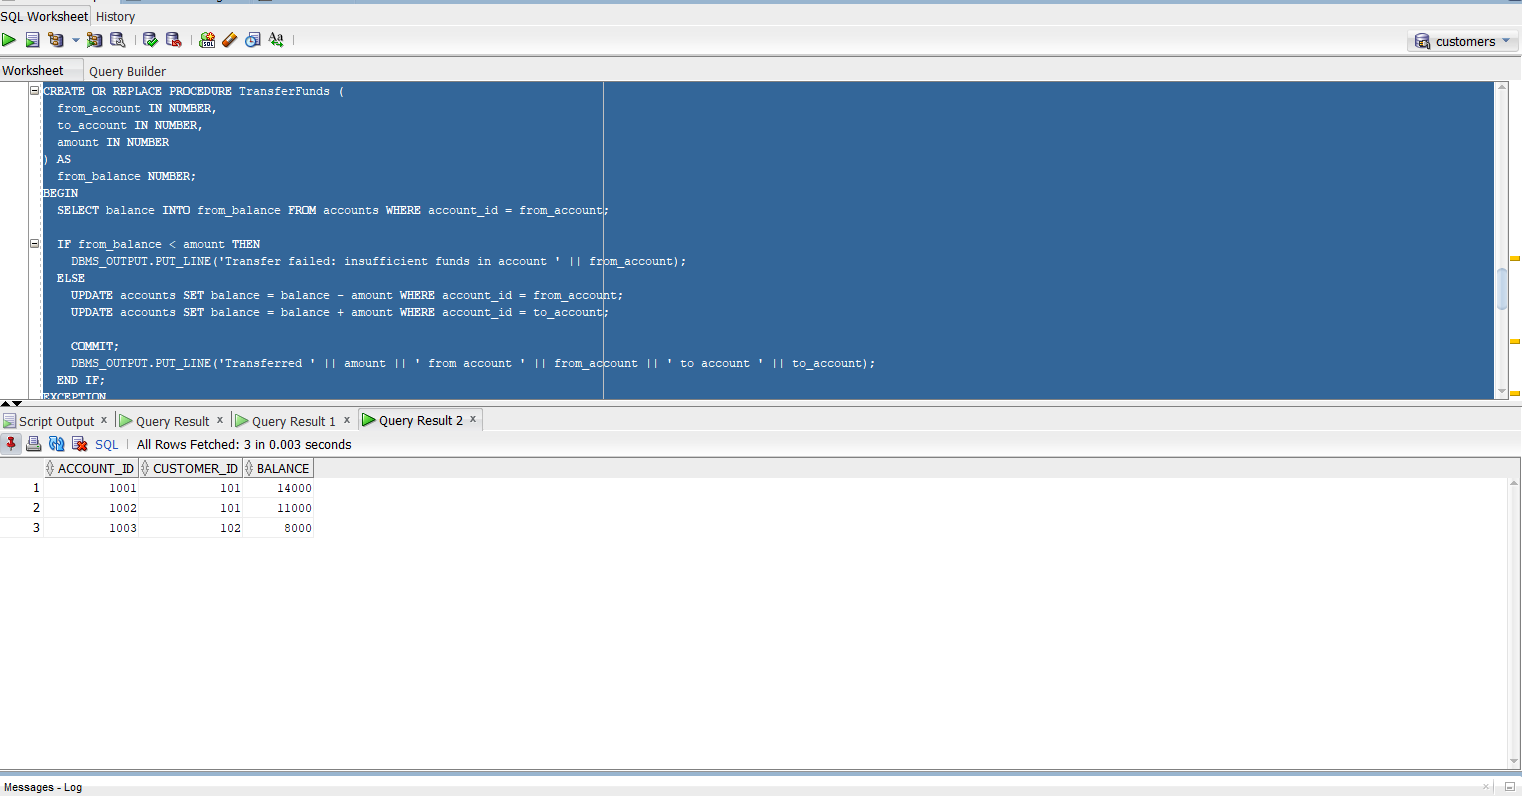 SQL Worksheet History
customers
Worksheet Query Builder
CREATE OR REPLACE PROCEDURE TransferFunds (
from_account IN NUMBER,
to_account IN NUMBER,
amount IN NUMBER
) AS
from_balance NUMBER;
BEGIN
SELECT balance INTO from_balance FROM accounts WHERE account_id = from_account;
IF from_balance < amount THEN
DBMS_OUTPUT.PUT_LINE('Transfer failed: insufficient funds in account ' || from_account);
ELSE
UPDATE accounts SET balance = balance - amount WHERE account_id = from_account;
UPDATE accounts SET balance = balance + amount WHERE account_id = to_account;
COMMIT;
DBMS_OUTPUT.PUT_LINE('Transferred ' || amount || ' from account ' || from_account || ' to account ' || to_account);
END IF;
EXCEPTION
Script Output x Query Result x Query Result 1 x Query Result 2 x
SQL | All Rows Fetched: 3 in 0.003 seconds
ACCOUNT_ID CUSTOMER_ID BALANCE
1 1001 101 14000
2 1002 101 11000
3 1003 102 8000
Messages - Log